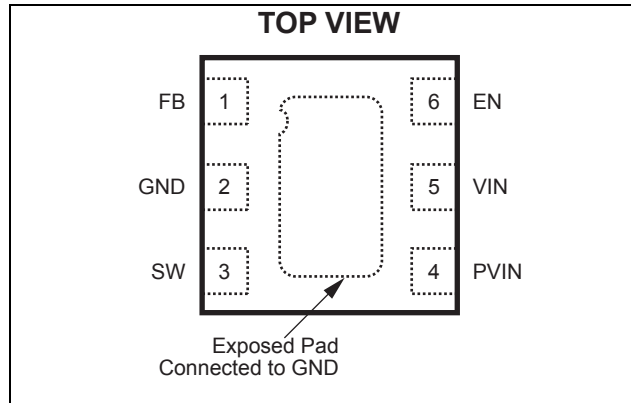 TOP VIEW
FB 1 6 EN
GND 2 5 VIN
SW 3 4 PVIN
Exposed Pad
Connected to GND